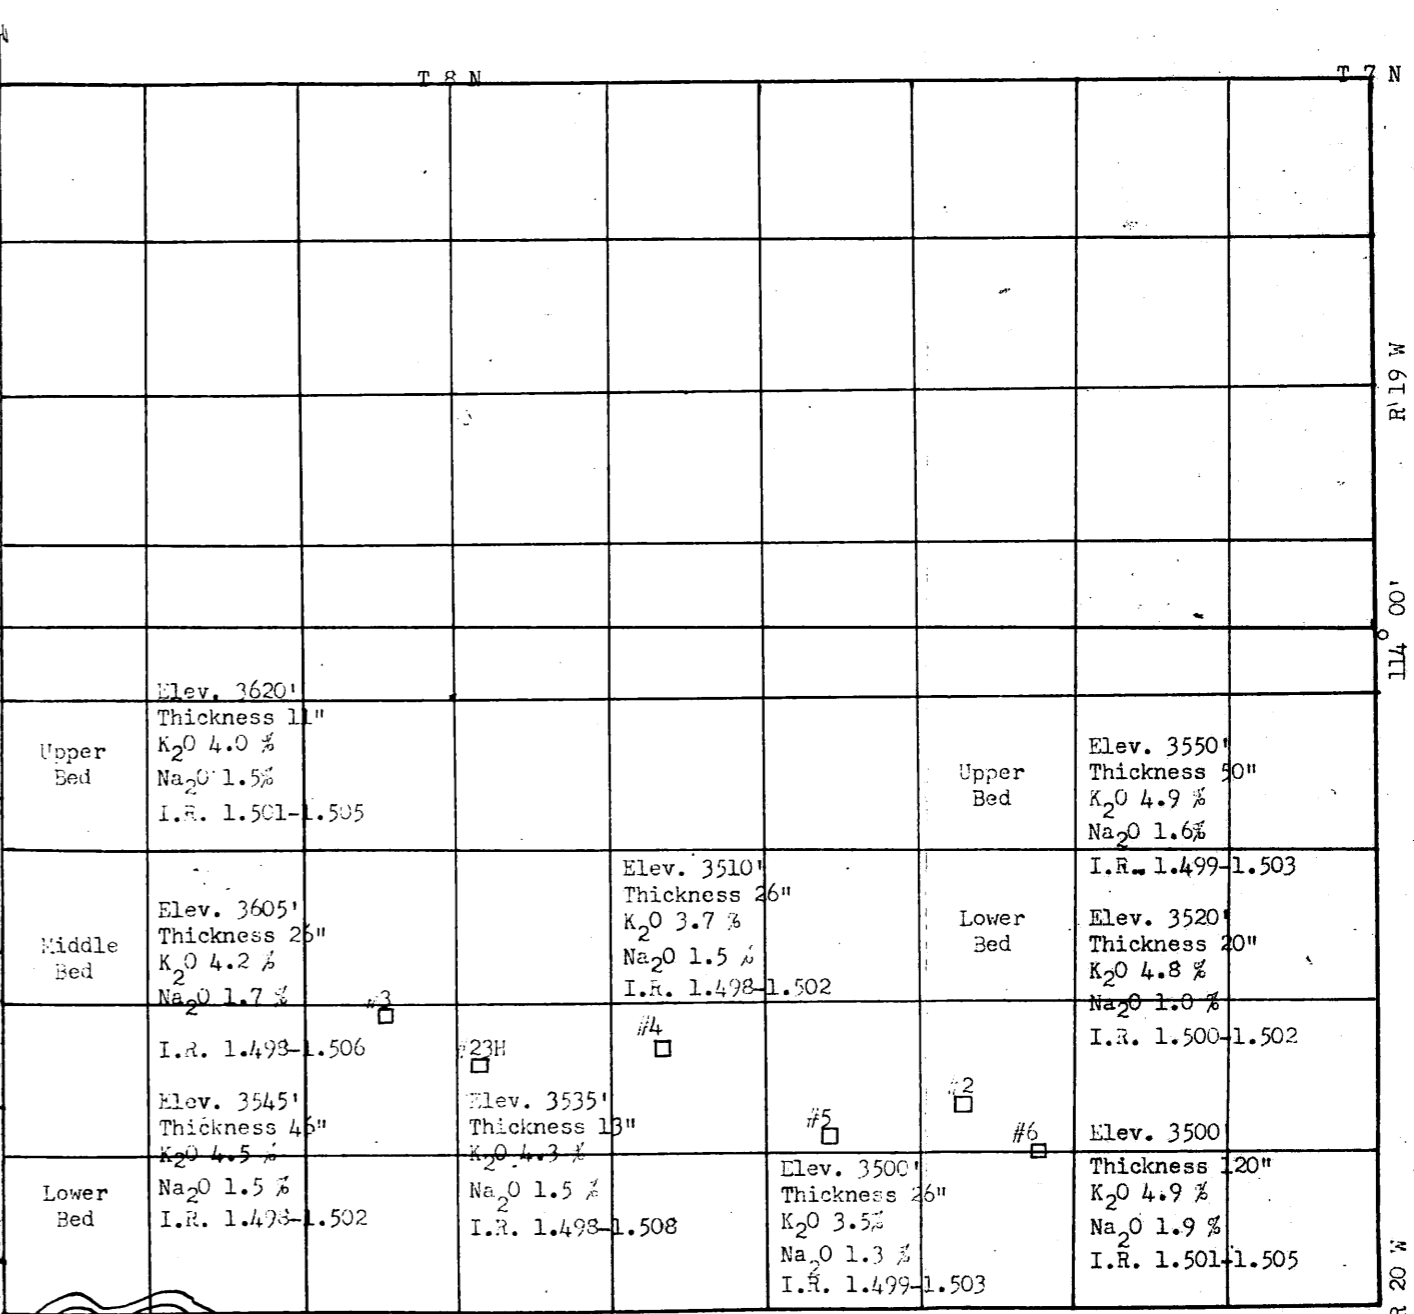 T 8 N
T 7 N
R 19 W
114° 00'
R 20 W
Upper
Bed
Elev. 3620'
Thickness 11"
K₂O 4.0 %
Na₂O 1.5%
I.R. 1.501-1.505
Middle
Bed
Elev. 3605'
Thickness 26"
K₂O 4.2 %
Na₂O 1.7 %
I.R. 1.498-1.506
Lower
Bed
Elev. 3545'
Thickness 46"
K₂O 4.5 %
Na₂O 1.5 %
I.R. 1.498-1.502
#3
#23H
Elev. 3535'
Thickness 13"
K₂O 4.3 %
Na₂O 1.5 %
I.R. 1.498-1.508
Elev. 3510'
Thickness 26"
K₂O 3.7 %
Na₂O 1.5 %
I.R. 1.498-1.502
#4
#5
Elev. 3500'
Thickness 26"
K₂O 3.5%
Na₂O 1.3 %
I.R. 1.499-1.503
#2
#6
Upper
Bed
Elev. 3550'
Thickness 50"
K₂O 4.9 %
Na₂O 1.6%
I.R. 1.499-1.503
Lower
Bed
Elev. 3520'
Thickness 20"
K₂O 4.8 %
Na₂O 1.0 %
I.R. 1.500-1.502
Elev. 3500'
Thickness 120"
K₂O 4.9 %
Na₂O 1.9 %
I.R. 1.501-1.505